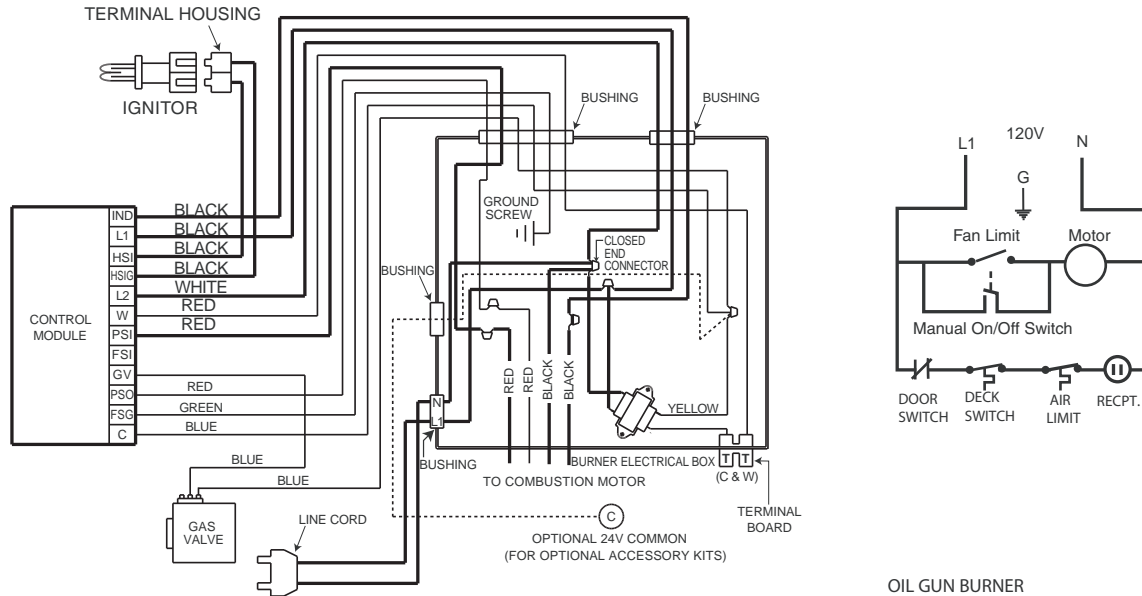 TERMINAL HOUSING
IGNITOR
BUSHING
BUSHING
GROUND
SCREW
CLOSED
END
CONNECTOR
BUSHING
CONTROL
MODULE
IND
L1
HSI
HSIG
L2
W
PSI
FSI
GV
PSO
FSG
C
BLACK
BLACK
BLACK
BLACK
WHITE
RED
RED
RED
GREEN
BLUE
BLUE
BLUE
GAS
VALVE
N
L1
BUSHING
RED
RED
BLACK
BLACK
YELLOW
BURNER ELECTRICAL BOX
T T
(C & W)
TO COMBUSTION MOTOR
TERMINAL
BOARD
LINE CORD
C
OPTIONAL 24V COMMON
(FOR OPTIONAL ACCESSORY KITS)
L1
120V
N
G
Fan Limit
Motor
Manual On/Off Switch
DOOR
SWITCH
DECK
SWITCH
AIR
LIMIT
RECPT.
OIL GUN BURNER